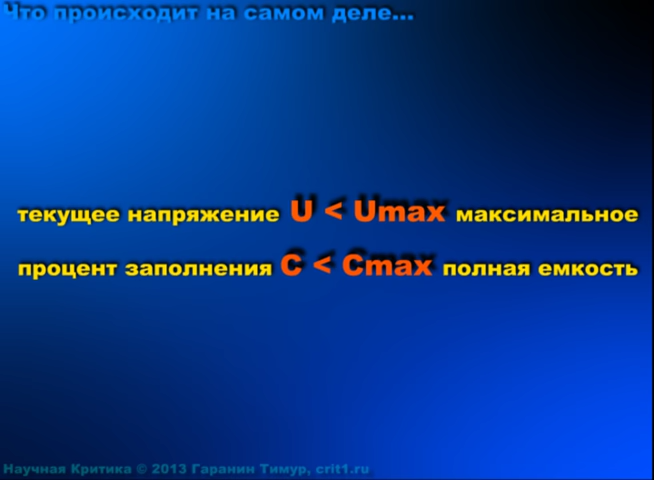 Что происходит на самом деле...
текущее напряжение U < Umax максимальное
процент заполнения C < Cmax полная емкость
Научная Критика © 2013 Гаранин Тимур, crit1.ru